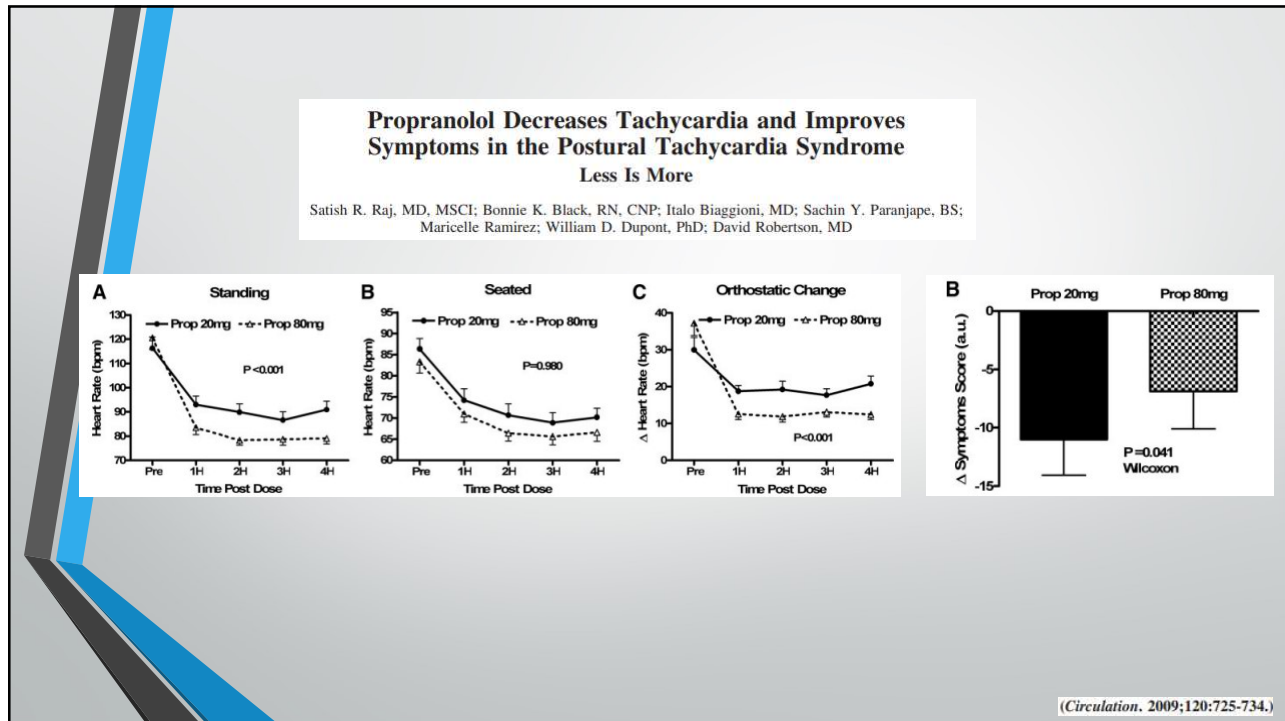 Propranolol Decreases Tachycardia and Improves
Symptoms in the Postural Tachycardia Syndrome
Less Is More
Satish R. Raj, MD, MSCI; Bonnie K. Black, RN, CNP; Italo Biaggioni, MD; Sachin Y. Paranjape, BS;
Maricelle Ramirez; William D. Dupont, PhD; David Robertson, MD
A
Standing
Prop 20mg
Prop 80mg
P<0.001
Heart Rate (bpm)
130
120
110
100
90
80
70
Pre 1H 2H 3H 4H
Time Post Dose
B
Seated
Prop 20mg
Prop 80mg
P=0.980
Heart Rate (bpm)
95
90
85
80
75
70
65
60
Pre 1H 2H 3H 4H
Time Post Dose
C
Orthostatic Change
Prop 20mg
Prop 80mg
P<0.001
Δ Heart Rate (bpm)
40
30
20
10
0
Pre 1H 2H 3H 4H
Time Post Dose
B
Prop 20mg Prop 80mg
Δ Symptoms Score (a.u.)
0
-5
-10
-15
P=0.041
Wilcoxon
(Circulation. 2009;120:725-734.)